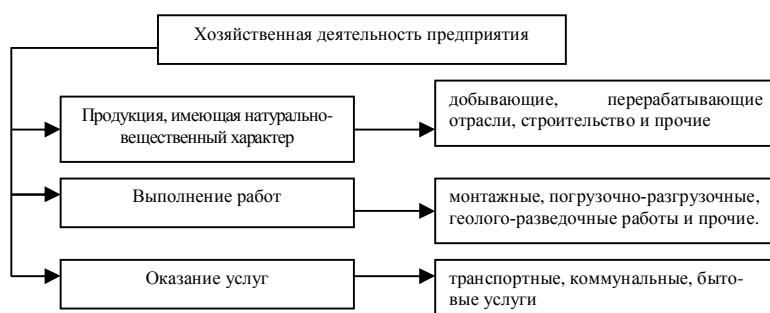 Хозяйственная деятельность предприятия
Продукция, имеющая натурально-
вещественный характер
добывающие, перерабатывающие
отрасли, строительство и прочие
Выполнение работ
монтажные, погрузочно-разгрузочные,
геолого-разведочные работы и прочие.
Оказание услуг
транспортные, коммунальные, быто-
вые услуги